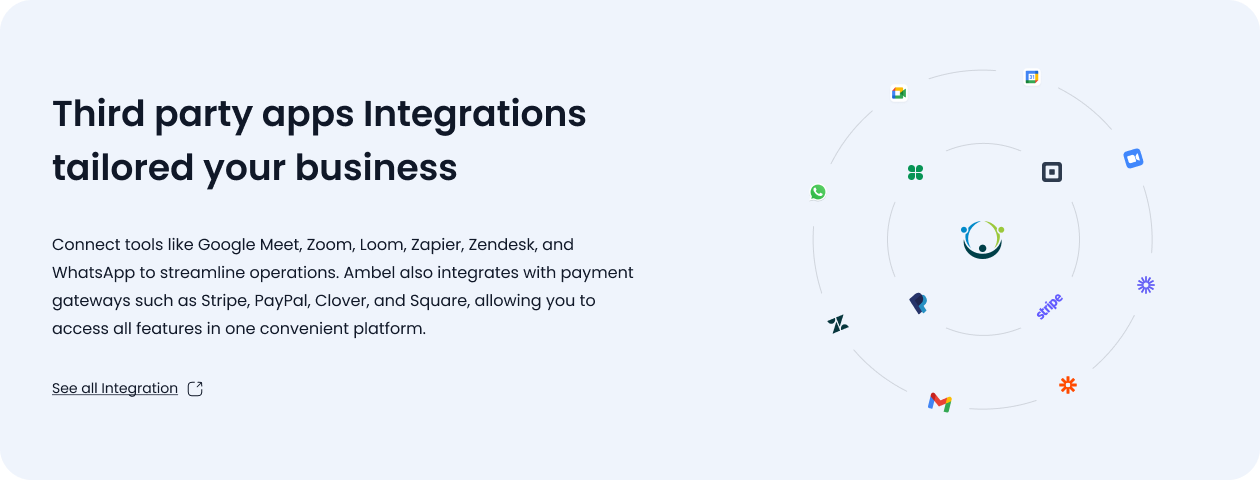 Third party apps Integrations
tailored your business
Connect tools like Google Meet, Zoom, Loom, Zapier, Zendesk, and
WhatsApp to streamline operations. Ambel also integrates with payment
gateways such as Stripe, PayPal, Clover, and Square, allowing you to
access all features in one convenient platform.
See all Integration
31
stripe